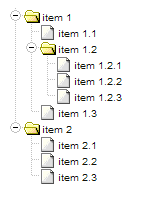 item 1
item 1.1
item 1.2
item 1.2.1
item 1.2.2
item 1.2.3
item 1.3
item 2
item 2.1
item 2.2
item 2.3